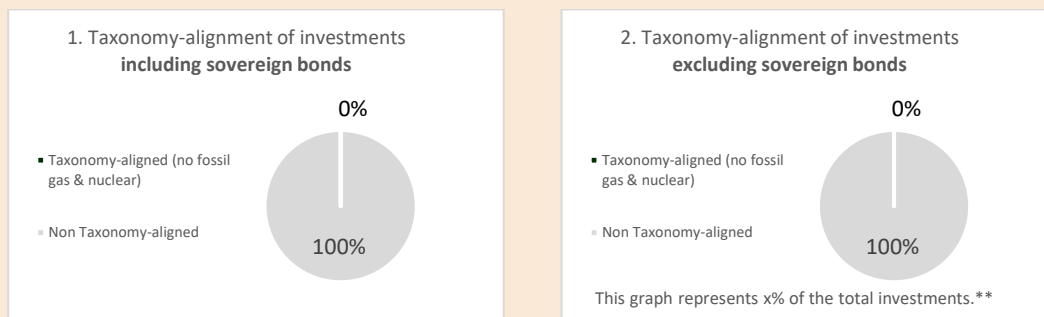 1. Taxonomy-alignment of investments
including sovereign bonds
0%
Taxonomy-aligned (no fossil
gas & nuclear)
Non Taxonomy-aligned
100%
2. Taxonomy-alignment of investments
excluding sovereign bonds
0%
Taxonomy-aligned (no fossil
gas & nuclear)
Non Taxonomy-aligned
100%
This graph represents x% of the total investments.**